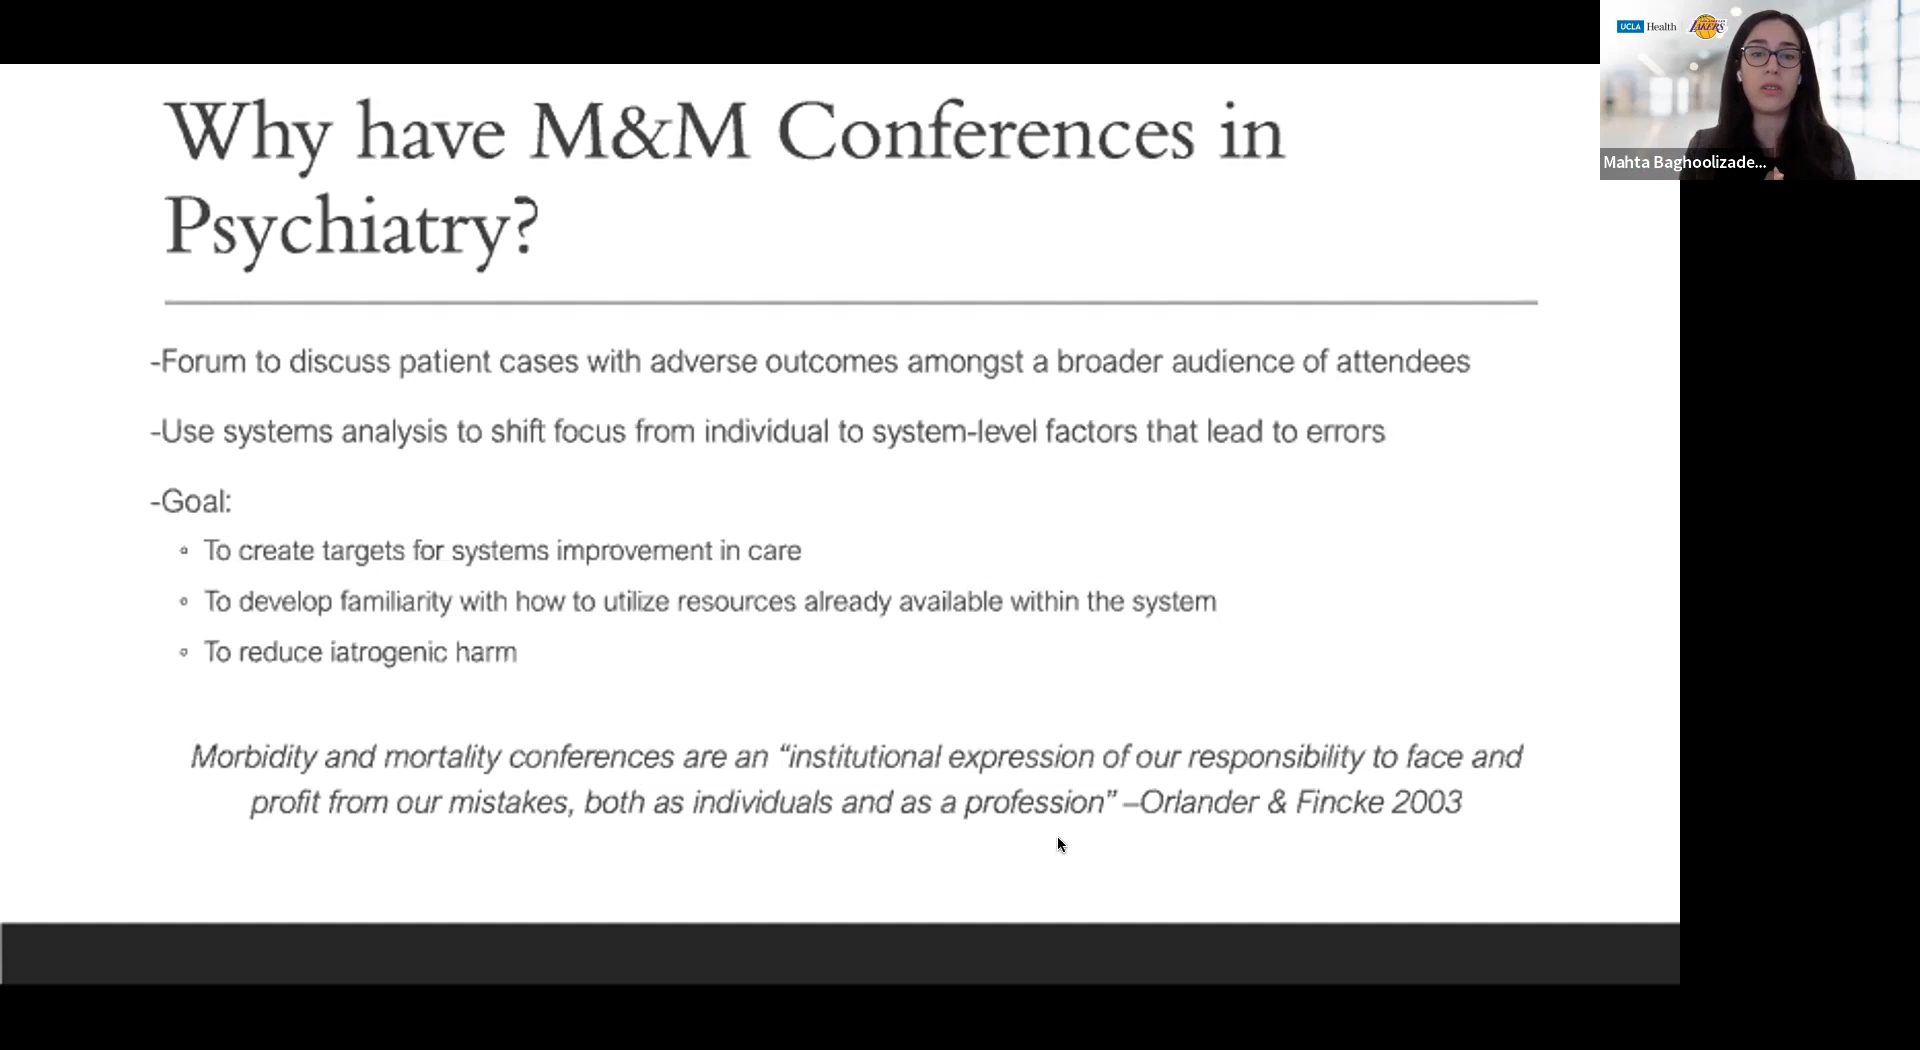 UCLA Health LAKERS
Mahta Baghoolizade...
Why have M&M Conferences in
Psychiatry?
-Forum to discuss patient cases with adverse outcomes amongst a broader audience of attendees
-Use systems analysis to shift focus from individual to system-level factors that lead to errors
-Goal:
◦ To create targets for systems improvement in care
◦ To develop familiarity with how to utilize resources already available within the system
◦ To reduce iatrogenic harm
Morbidity and mortality conferences are an “institutional expression of our responsibility to face and
profit from our mistakes, both as individuals and as a profession” –Orlander & Fincke 2003